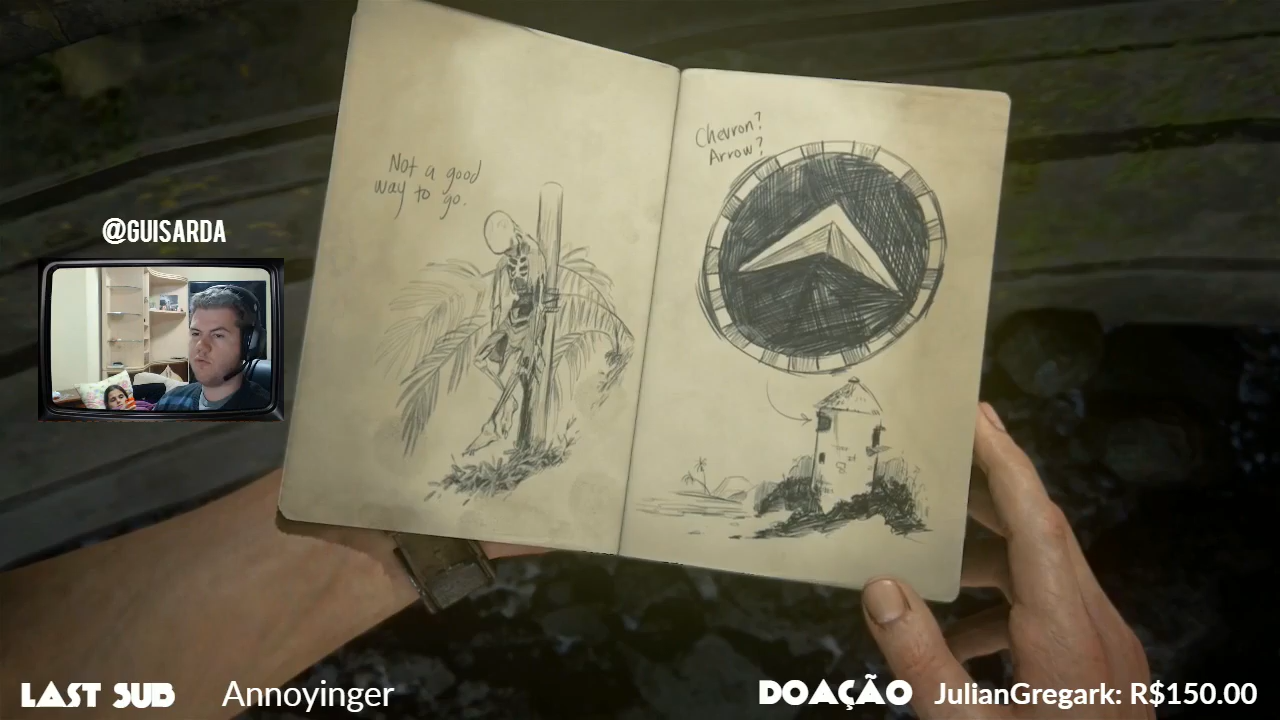 Not a good
way to go.
Chevron?
Arrow?
@GUISARDA
LAST SUB Annoyinger
DOAÇÃO JulianGregark: R$150.00